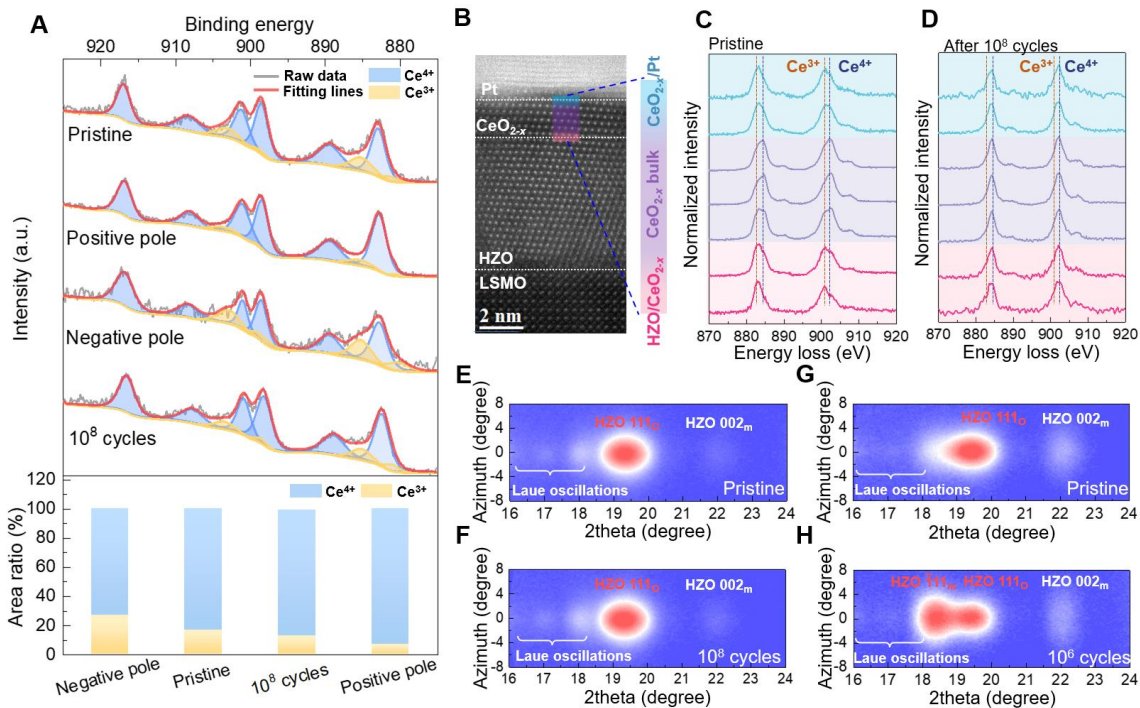 A
Binding energy
920 910 900 890 880
Raw data
Fitting lines
Ce4+
Ce3+
Pristine
Positive pole
Negative pole
10⁸ cycles
Intensity (a.u.)
120
100
80
60
40
20
0
Area ratio (%)
Ce4+ Ce3+
Negative pole Pristine 10⁸ cycles Positive pole
B
Pt
CeO2-x
HZO
LSMO
2 nm
CeO2-x/Pt
CeO2-x bulk
HZO/CeO2-x
C
Pristine
Ce3+ Ce4+
Normalized intensity
870 880 890 900 910 920
Energy loss (eV)
D
After 10⁸ cycles
Ce3+ Ce4+
Normalized intensity
870 880 890 900 910 920
Energy loss (eV)
E
8
4
0
-4
-8
Azimuth (degree)
HZO 111O HZO 002m
Laue oscillations
Pristine
16 17 18 19 20 21 22 23 24
2theta (degree)
G
8
4
0
-4
-8
Azimuth (degree)
HZO 111O HZO 002m
Laue oscillations
Pristine
16 17 18 19 20 21 22 23 24
2theta (degree)
F
8
4
0
-4
-8
Azimuth (degree)
HZO 111O HZO 002m
Laue oscillations
10⁸ cycles
16 17 18 19 20 21 22 23 24
2theta (degree)
H
8
4
0
-4
-8
Azimuth (degree)
HZO HZO 111O HZO 002m
Laue oscillations
10⁶ cycles
16 17 18 19 20 21 22 23 24
2theta (degree)